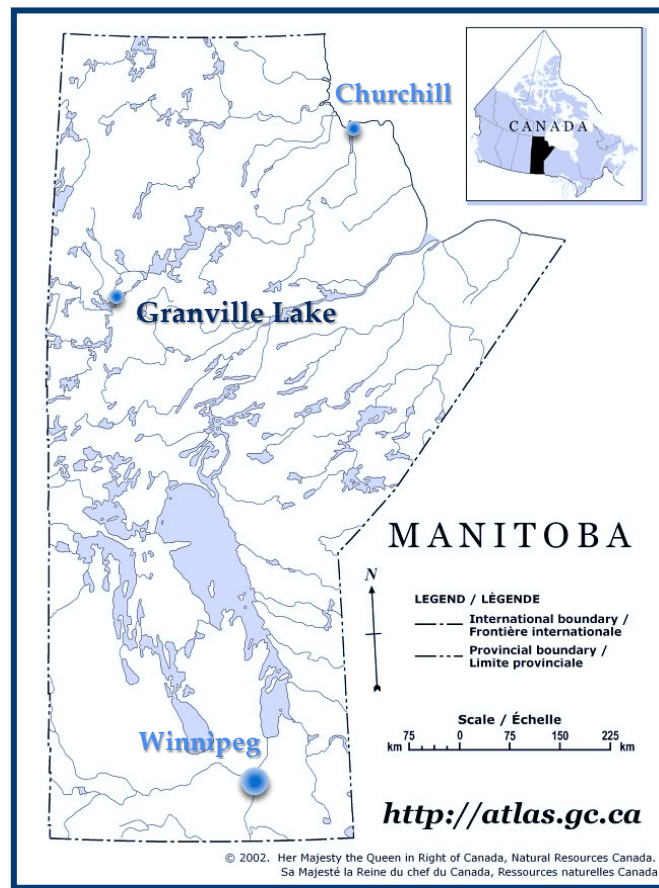 Churchill
CANADA
Granville Lake
MANITOBA
N
LEGEND / LÉGENDE
International boundary /
Frontière internationale
Provincial boundary /
Limite provinciale
Winnipeg
Scale / Échelle
km 75 0 75 150 225 km
http://atlas.gc.ca
© 2002. Her Majesty the Queen in Right of Canada, Natural Resources Canada.
Sa Majesté la Reine du chef du Canada, Ressources naturelles Canada